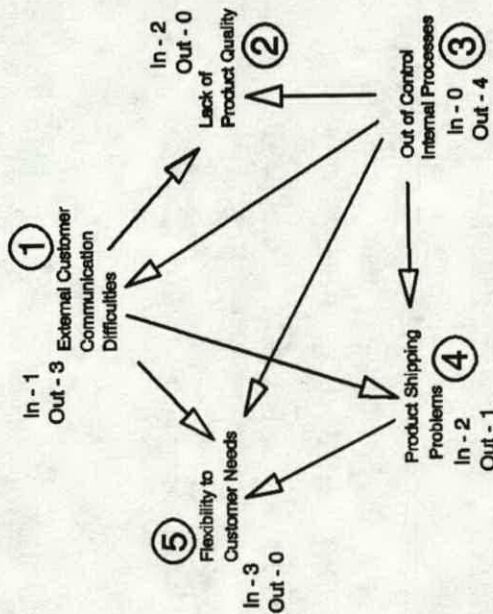 In - 1
Out - 3
1
External Customer
Communication
Difficulties
In - 2
Out - 0
Lack of
Product Quality
2
5
Flexibility to
Customer Needs
In - 3
Out - 0
Product Shipping
Problems
4
In - 2
Out - 1
Out of Control
Internal Processes
3
In - 0
Out - 4